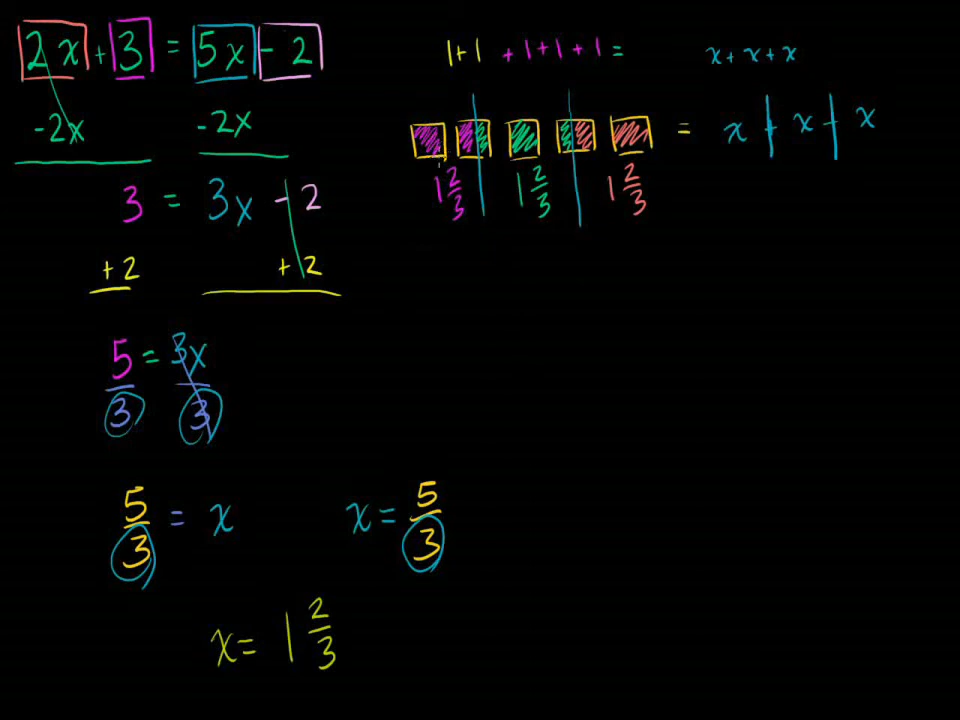 2x + 3 = 5x - 2
-2x -2x
3 = 3x - 2
+2 +2
5/3 = 3x/3
5/3 = x x = 5/3
x = 1 2/3
1+1 +1+1+1 = x+x+x
= x + x + x
1 2/3 1 2/3 1 2/3